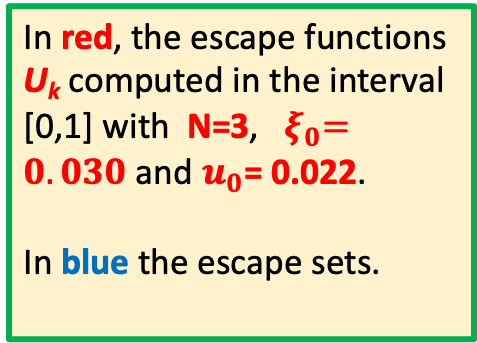 In red, the escape functions
Uₖ computed in the interval
[0,1] with N=3, ξ₀=
0.030 and u₀= 0.022.
In blue the escape sets.